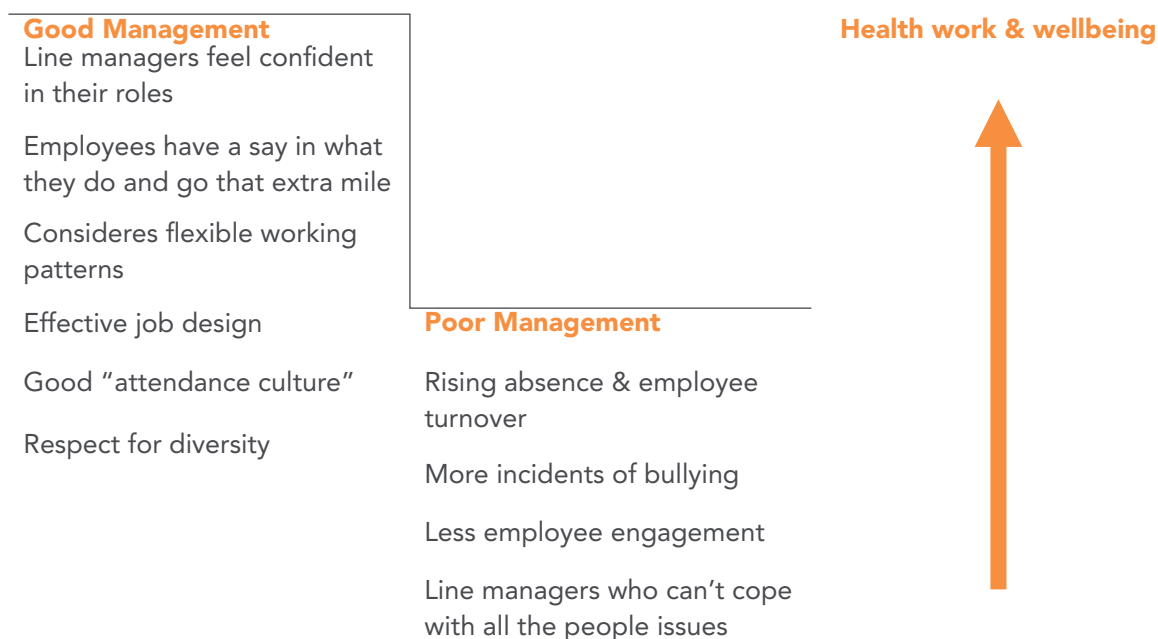 Good Management
Line managers feel confident
in their roles
Employees have a say in what
they do and go that extra mile
Consideres flexible working
patterns
Effective job design
Good “attendance culture”
Respect for diversity
Poor Management
Rising absence & employee
turnover
More incidents of bullying
Less employee engagement
Line managers who can’t cope
with all the people issues
Health work & wellbeing